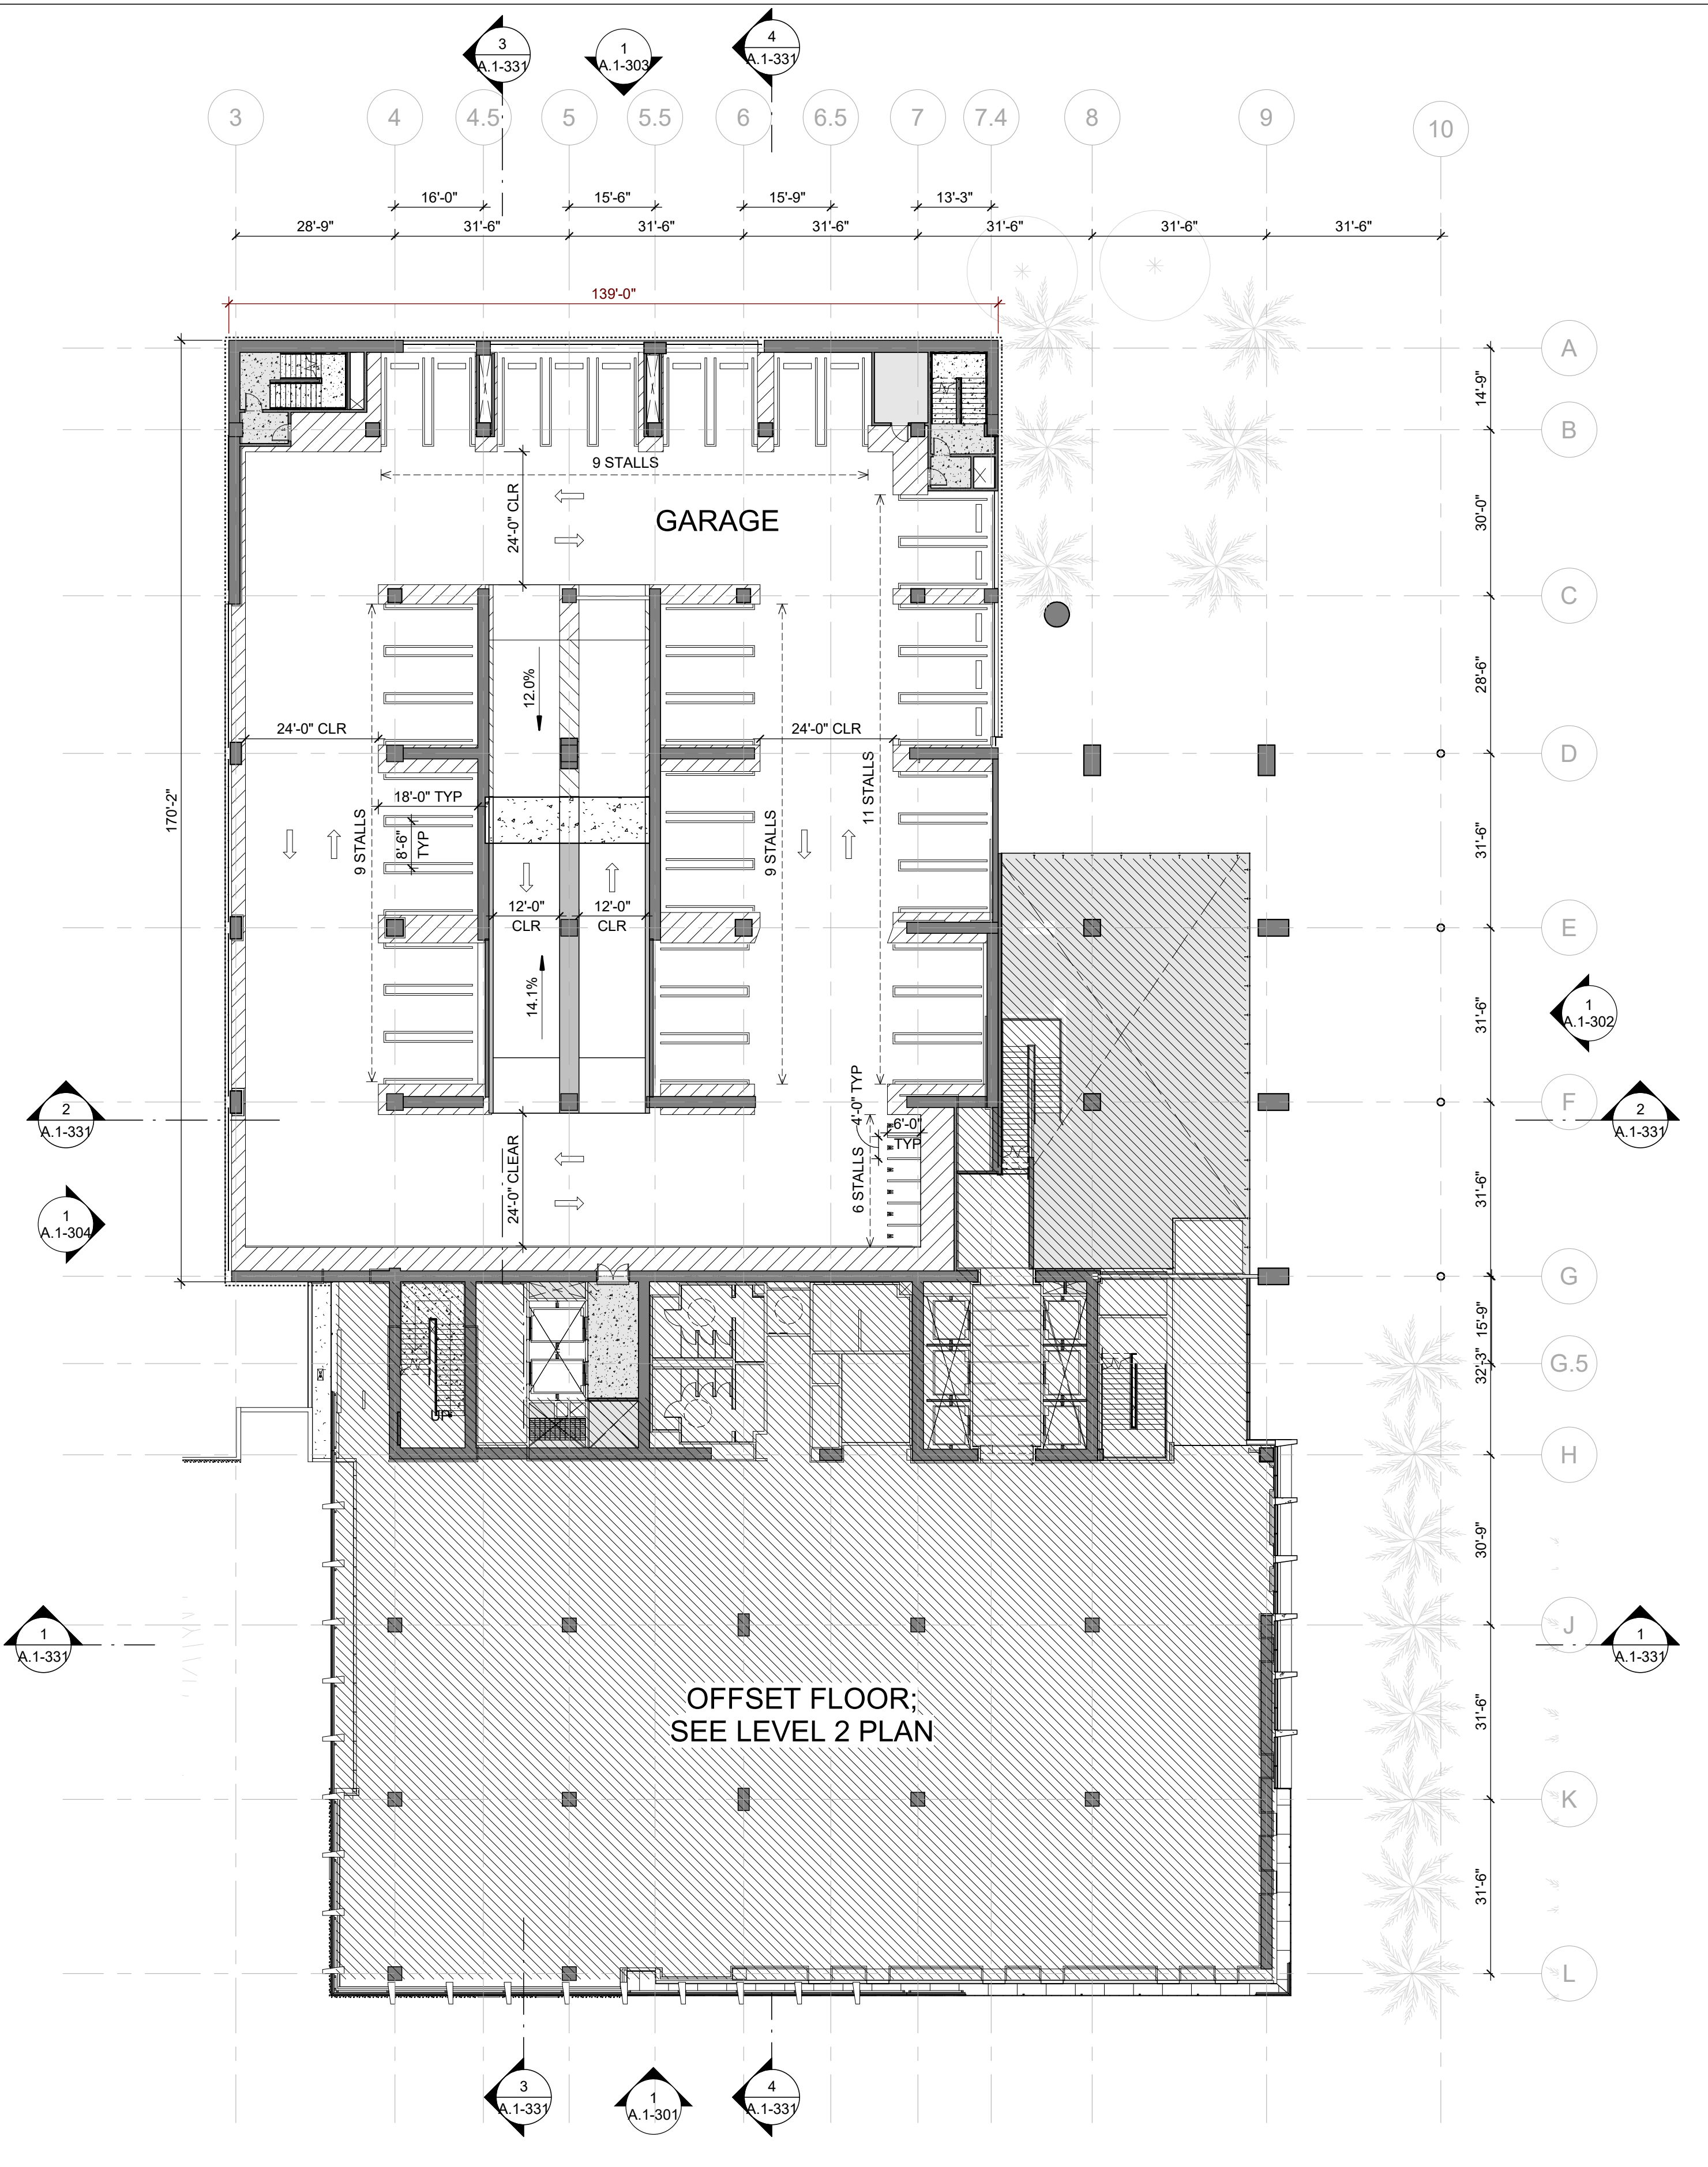 3
A.1-331
1
A.1-303
4
A.1-331
3
4
4.5
5
5.5
6
6.5
7
7.4
8
9
10
16'-0"
15'-6"
15'-9"
13'-3"
28'-9"
31'-6"
31'-6"
31'-6"
31'-6"
31'-6"
31'-6"
139'-0"
A
14'-9"
B
9 STALLS
24'-0" CLR
GARAGE
30'-0"
C
28'-6"
12.0%
24'-0" CLR
24'-0" CLR
D
170'-2"
18'-0" TYP
8'-6"
TYP
9 STALLS
9 STALLS
11 STALLS
31'-6"
12'-0"
CLR
12'-0"
CLR
E
14.1%
31'-6"
1
A.1-302
2
A.1-331
4'-0" TYP
6'-0"
TYP
F
2
A.1-331
24'-0" CLEAR
6 STALLS
31'-6"
1
A.1-304
G
15'-9"
32'-3"
G.5
UP
H
30'-9"
1
A.1-331
J
1
A.1-331
OFFSET FLOOR;
SEE LEVEL 2 PLAN
31'-6"
K
31'-6"
L
3
A.1-331
1
A.1-301
4
A.1-331